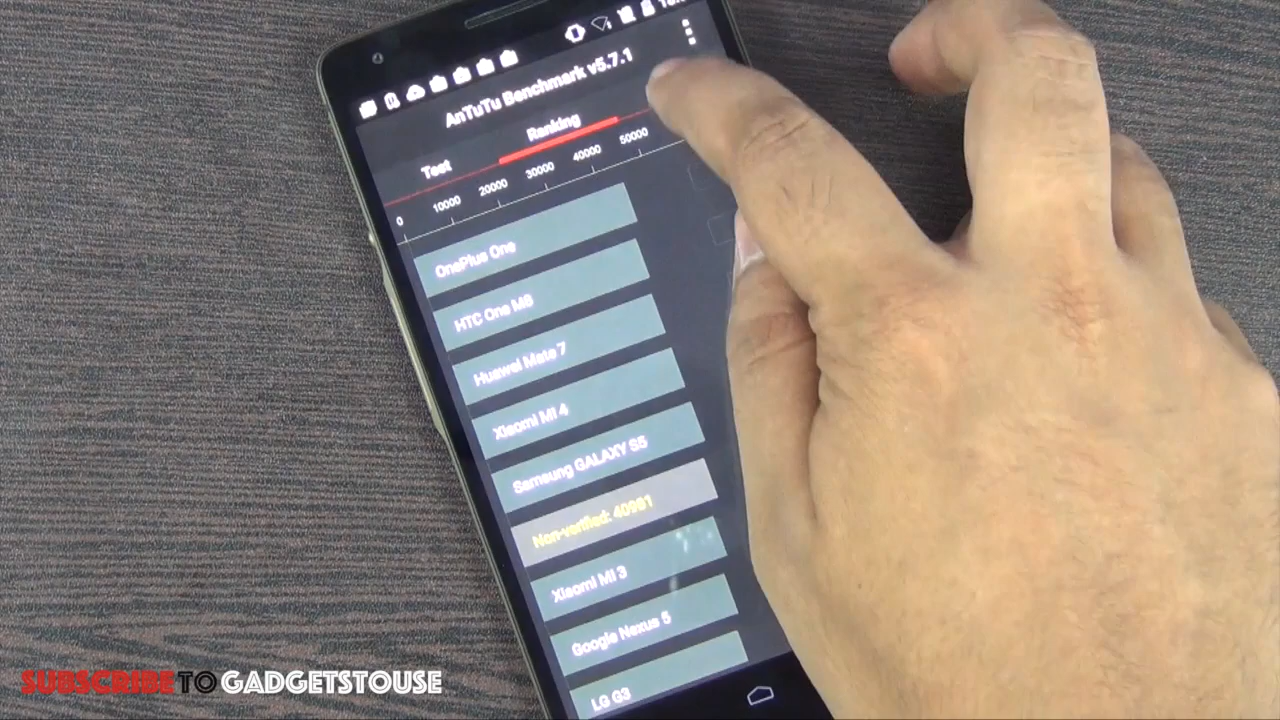 AnTuTu Benchmark v5.7.1
Test
Ranking
0
10000
20000
30000
40000
50000
OnePlus One
HTC One M8
Huawei Mate 7
Xiaomi MI 4
Samsung GALAXY S5
Non-verified: 40981
Xiaomi MI 3
Google Nexus 5
LG G3
SUBSCRIBE TO GADGETSTOUSE